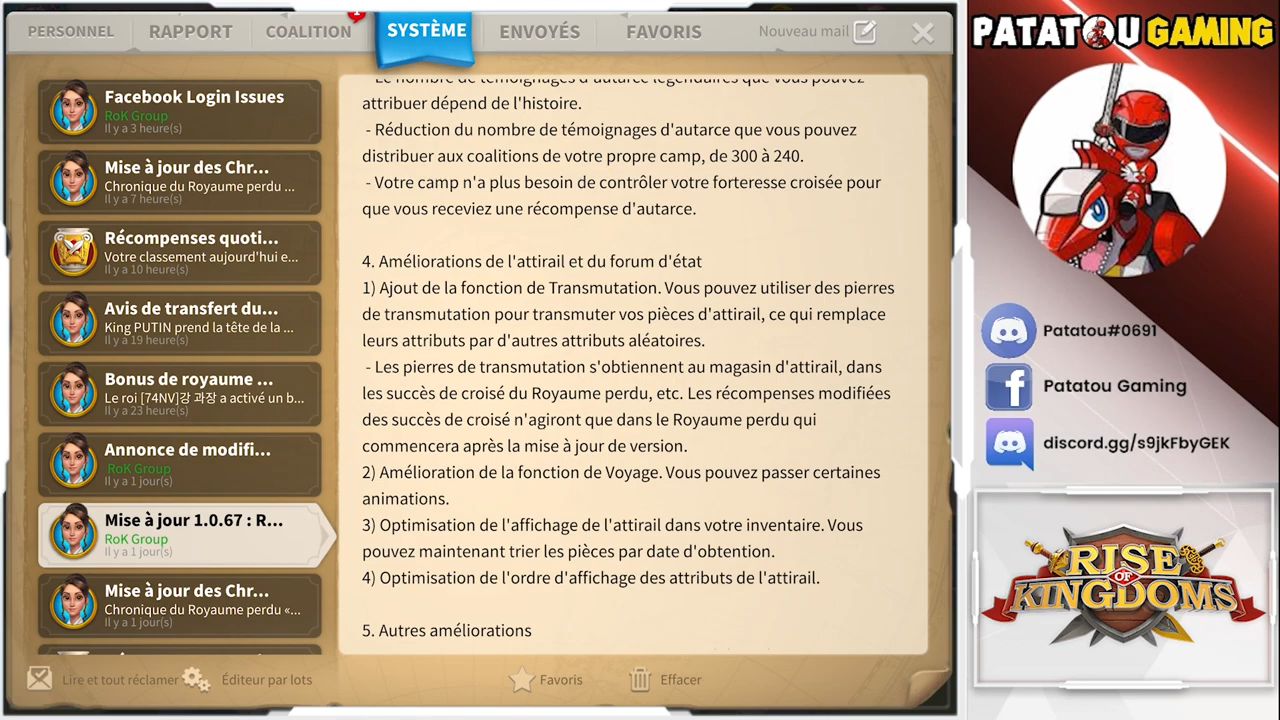 PERSONNEL
RAPPORT
COALITION
1
SYSTÈME
ENVOYÉS
FAVORIS
Nouveau mail
Facebook Login Issues
RoK Group
Il y a 3 heure(s)
Mise à jour des Chr...
Chronique du Royaume perdu ...
Il y a 7 heure(s)
Récompenses quoti...
Votre classement aujourd'hui e...
Il y a 10 heure(s)
Avis de transfert du...
King PUTIN prend la tête de la ...
Il y a 19 heure(s)
Bonus de royaume ...
Le roi [74NV]강 과장 a activé un b...
Il y a 23 heure(s)
Annonce de modifi...
RoK Group
Il y a 1 jour(s)
Mise à jour 1.0.67 : R...
RoK Group
Il y a 1 jour(s)
Mise à jour des Chr...
Chronique du Royaume perdu «...
Il y a 1 jour(s)
- Le nombre de témoignages d'autarce légendaires que vous pouvez
attribuer dépend de l'histoire.
- Réduction du nombre de témoignages d'autarce que vous pouvez
distribuer aux coalitions de votre propre camp, de 300 à 240.
- Votre camp n'a plus besoin de contrôler votre forteresse croisée pour
que vous receviez une récompense d'autarce.
4. Améliorations de l'attirail et du forum d'état
1) Ajout de la fonction de Transmutation. Vous pouvez utiliser des pierres
de transmutation pour transmuter vos pièces d'attirail, ce qui remplace
leurs attributs par d'autres attributs aléatoires.
- Les pierres de transmutation s'obtiennent au magasin d'attirail, dans
les succès de croisé du Royaume perdu, etc. Les récompenses modifiées
des succès de croisé n'agiront que dans le Royaume perdu qui
commencera après la mise à jour de version.
2) Amélioration de la fonction de Voyage. Vous pouvez passer certaines
animations.
3) Optimisation de l'affichage de l'attirail dans votre inventaire. Vous
pouvez maintenant trier les pièces par date d'obtention.
4) Optimisation de l'ordre d'affichage des attributs de l'attirail.
5. Autres améliorations
Lire et tout réclamer
Éditeur par lots
Favoris
Effacer
PATATOU GAMING
Patatou#0691
Patatou Gaming
discord.gg/s9jkFbyGEK
RISE
OF
KINGDOMS